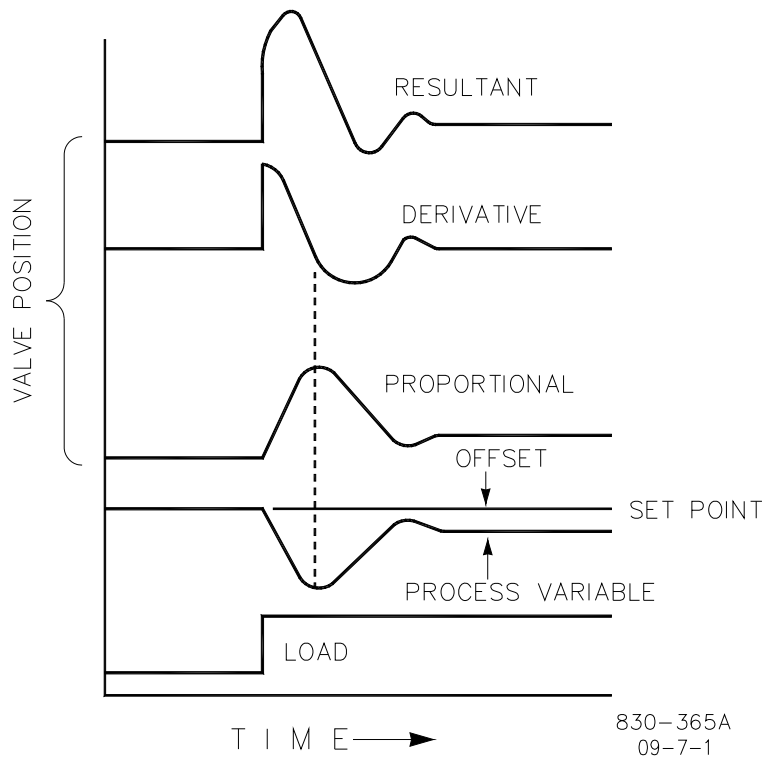 RESULTANT
DERIVATIVE
VALVE POSITION
PROPORTIONAL
OFFSET
SET POINT
PROCESS VARIABLE
LOAD
TIME
830-365A
09-7-1